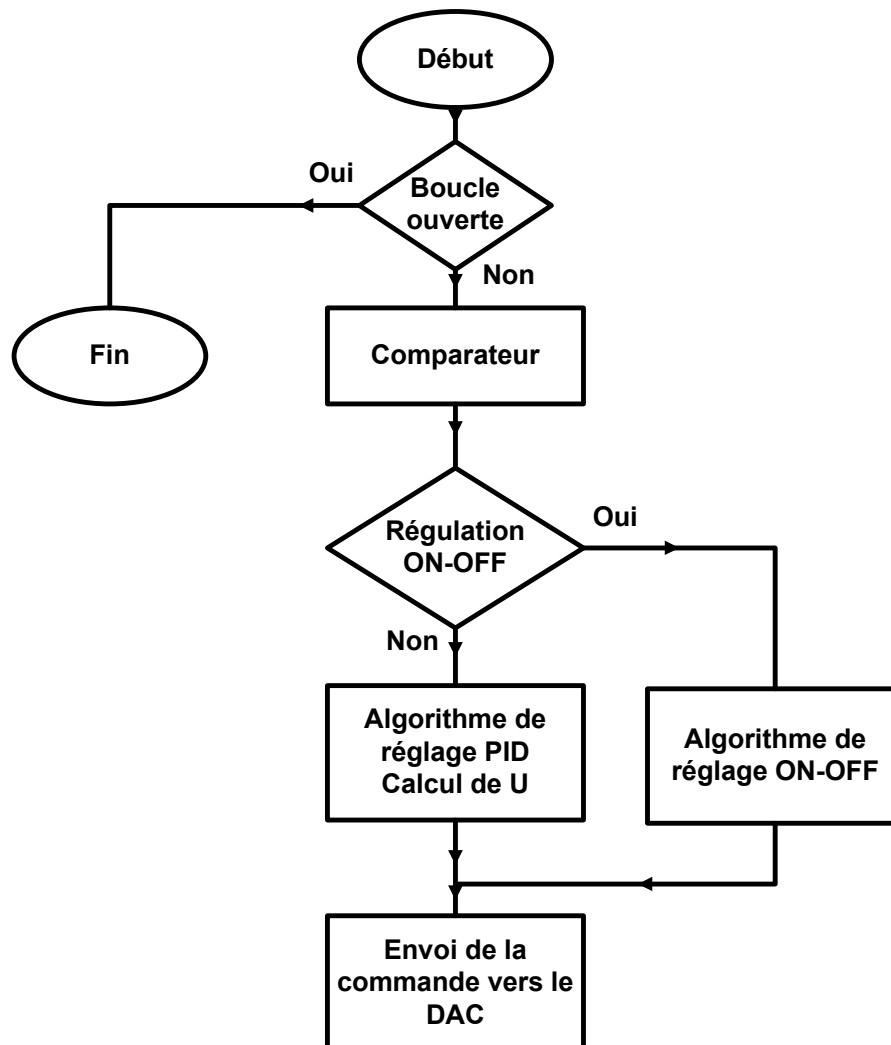 Début
Oui
Boucle
ouverte
Non
Fin
Comparateur
Régulation
ON-OFF
Oui
Non
Algorithme de
réglage PID
Calcul de U
Algorithme de
réglage ON-OFF
Envoi de la
commande vers le
DAC